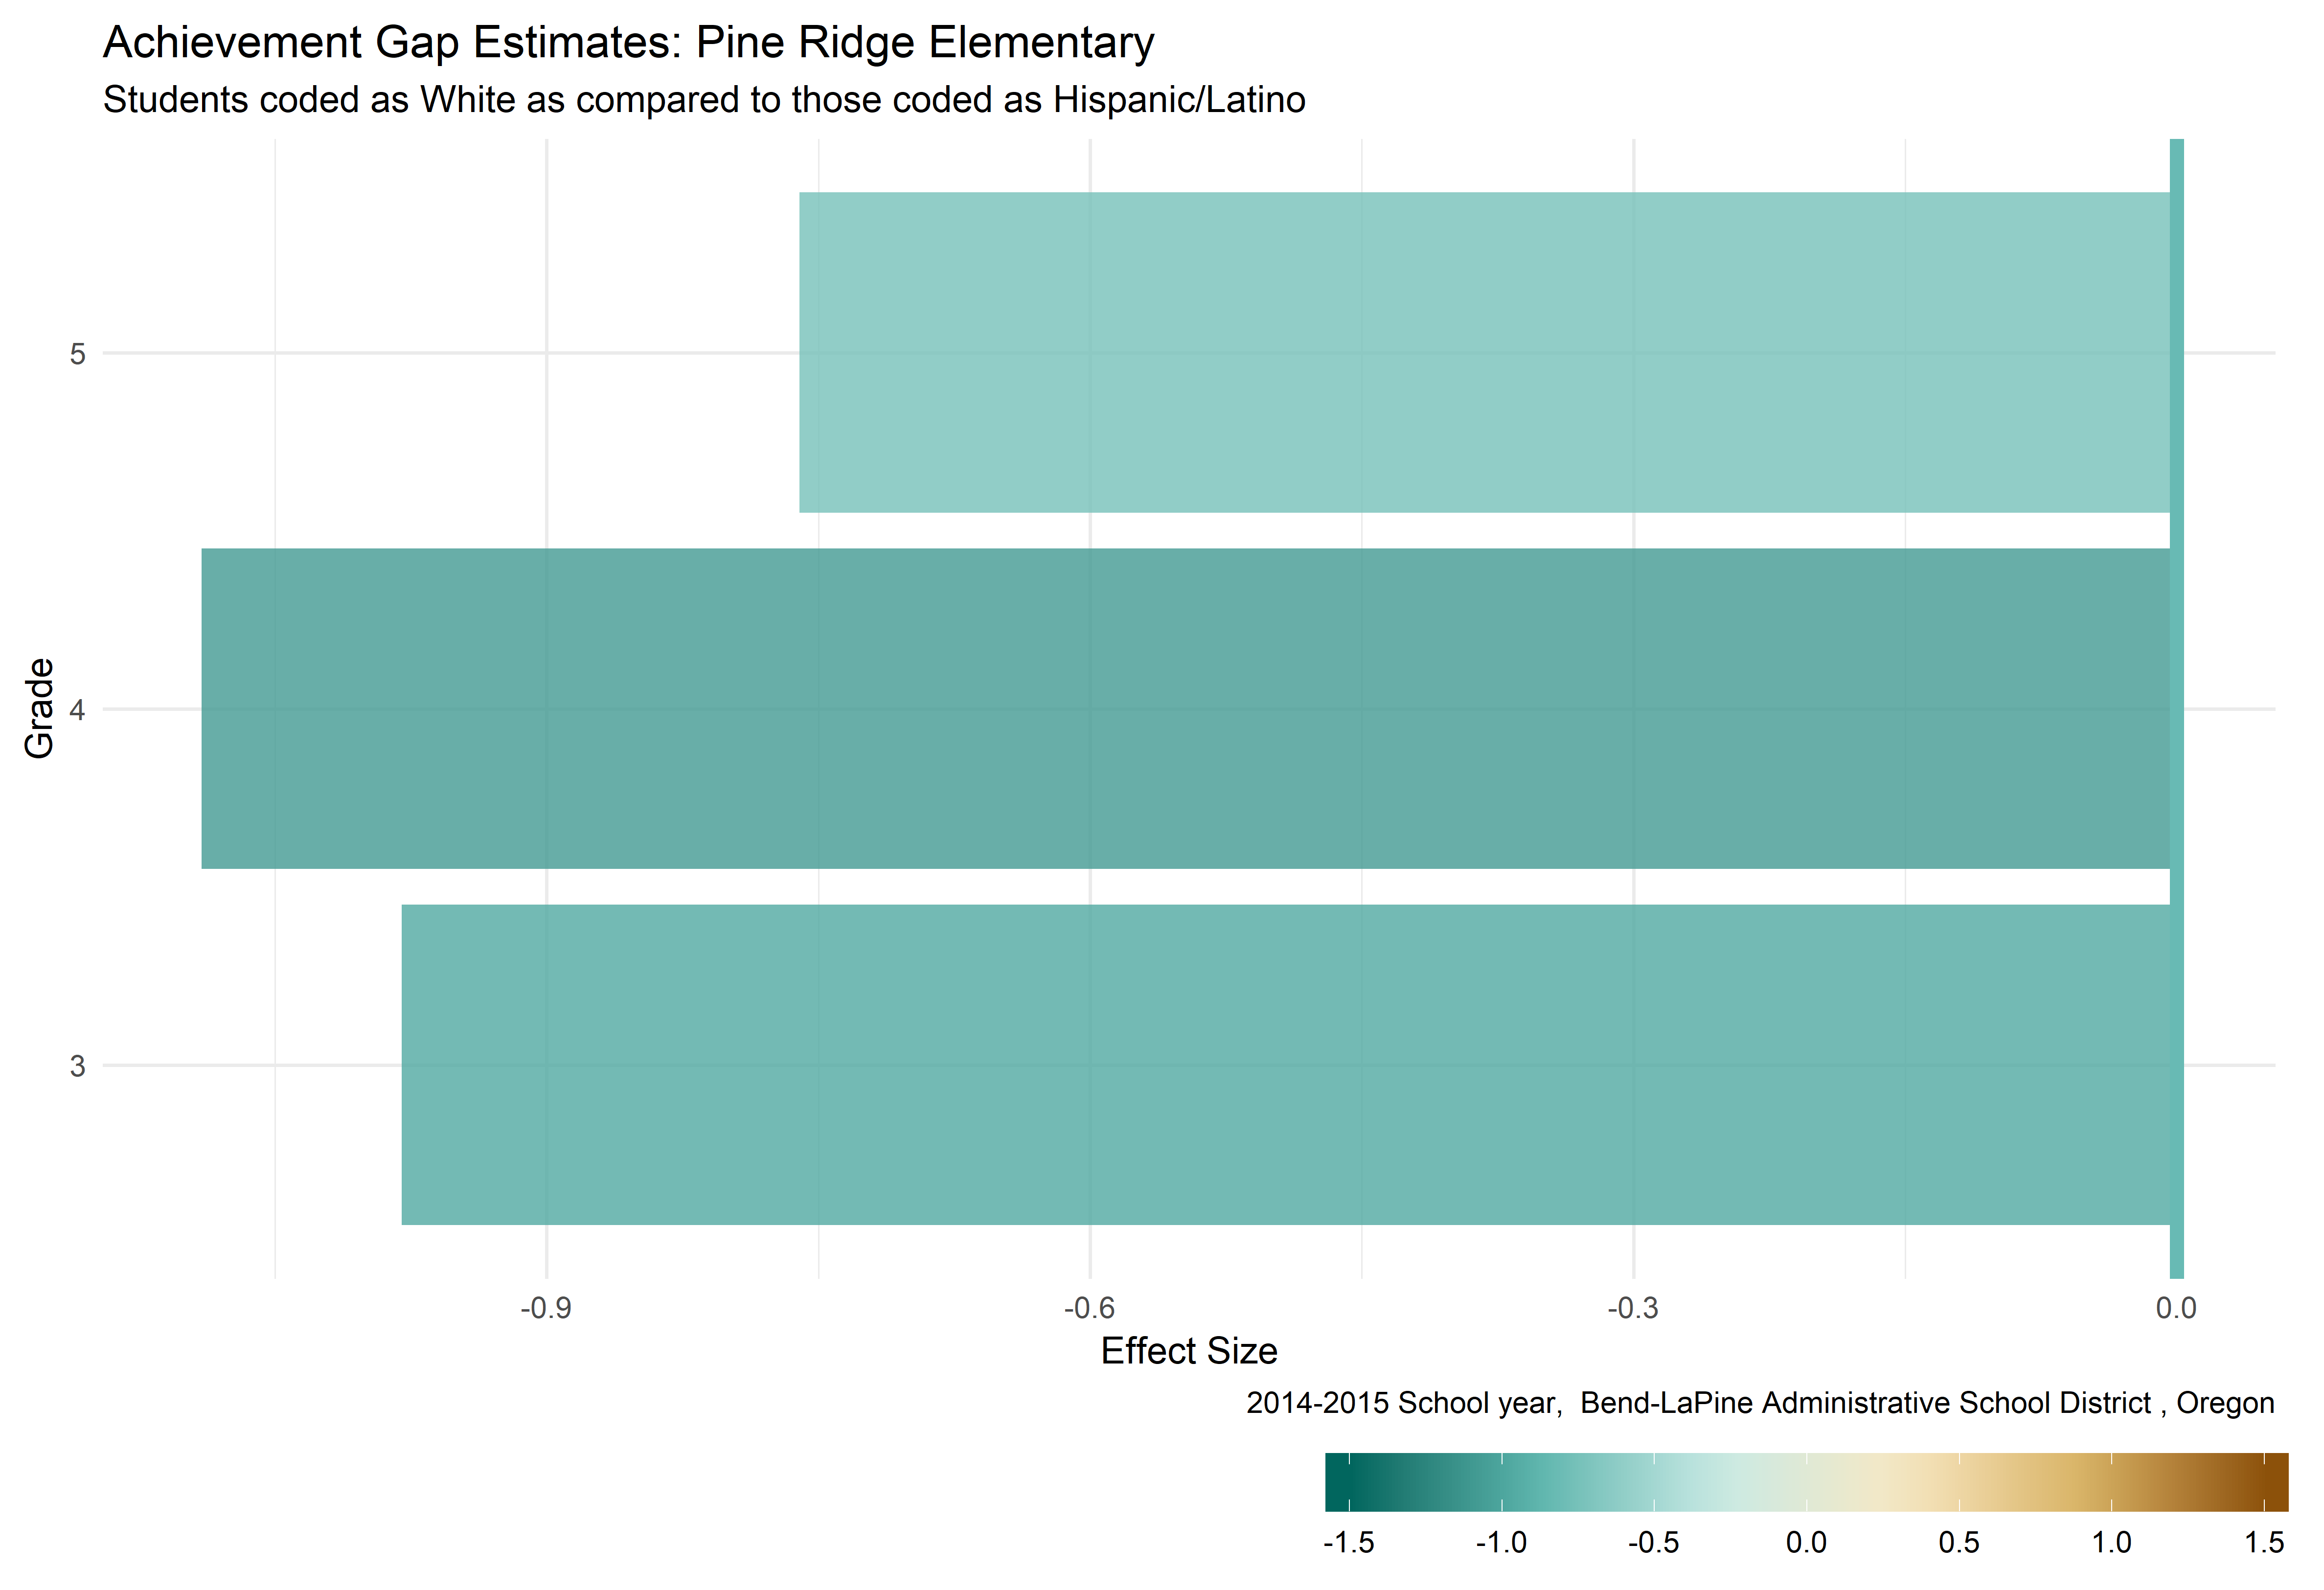 Achievement Gap Estimates: Pine Ridge Elementary
Students coded as White as compared to those coded as Hispanic/Latino
Grade
5
4
3
-0.9 -0.6 -0.3 0.0
Effect Size
2014-2015 School year,  Bend-LaPine Administrative School District , Oregon
-1.5 -1.0 -0.5 0.0 0.5 1.0 1.5